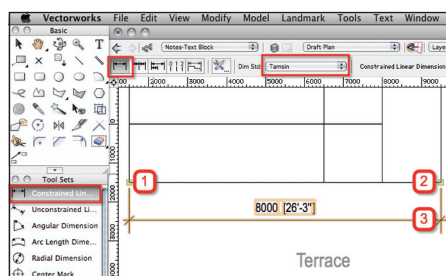 Vectorworks File Edit View Modify Model Landmark Tools Text Window
Basic
Notes-Text Block
Draft Plan
Laye
Dim Std:
Tamsin
Constrained Linear Dimension
2000 3000 4000 5000 6000 7000 8000 9000
Tool Sets
Constrained Lin...
Unconstrained Li...
Angular Dimension
Arc Length Dime...
Radial Dimension
Center Mark
1
2
8000 [26'-3"]
3
Terrace